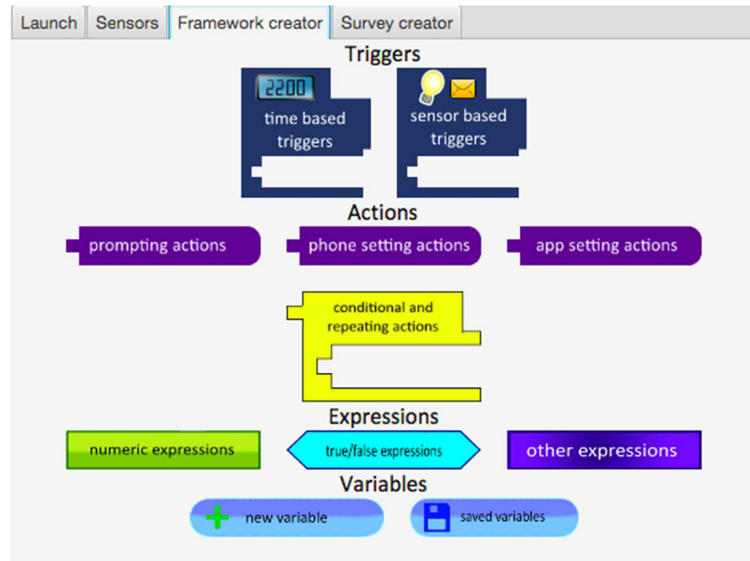 Launch Sensors Framework creator Survey creator
Triggers
2200
time based
triggers
sensor based
triggers
Actions
prompting actions
phone setting actions
app setting actions
conditional and
repeating actions
Expressions
numeric expressions
true/false expressions
other expressions
Variables
new variable
saved variables